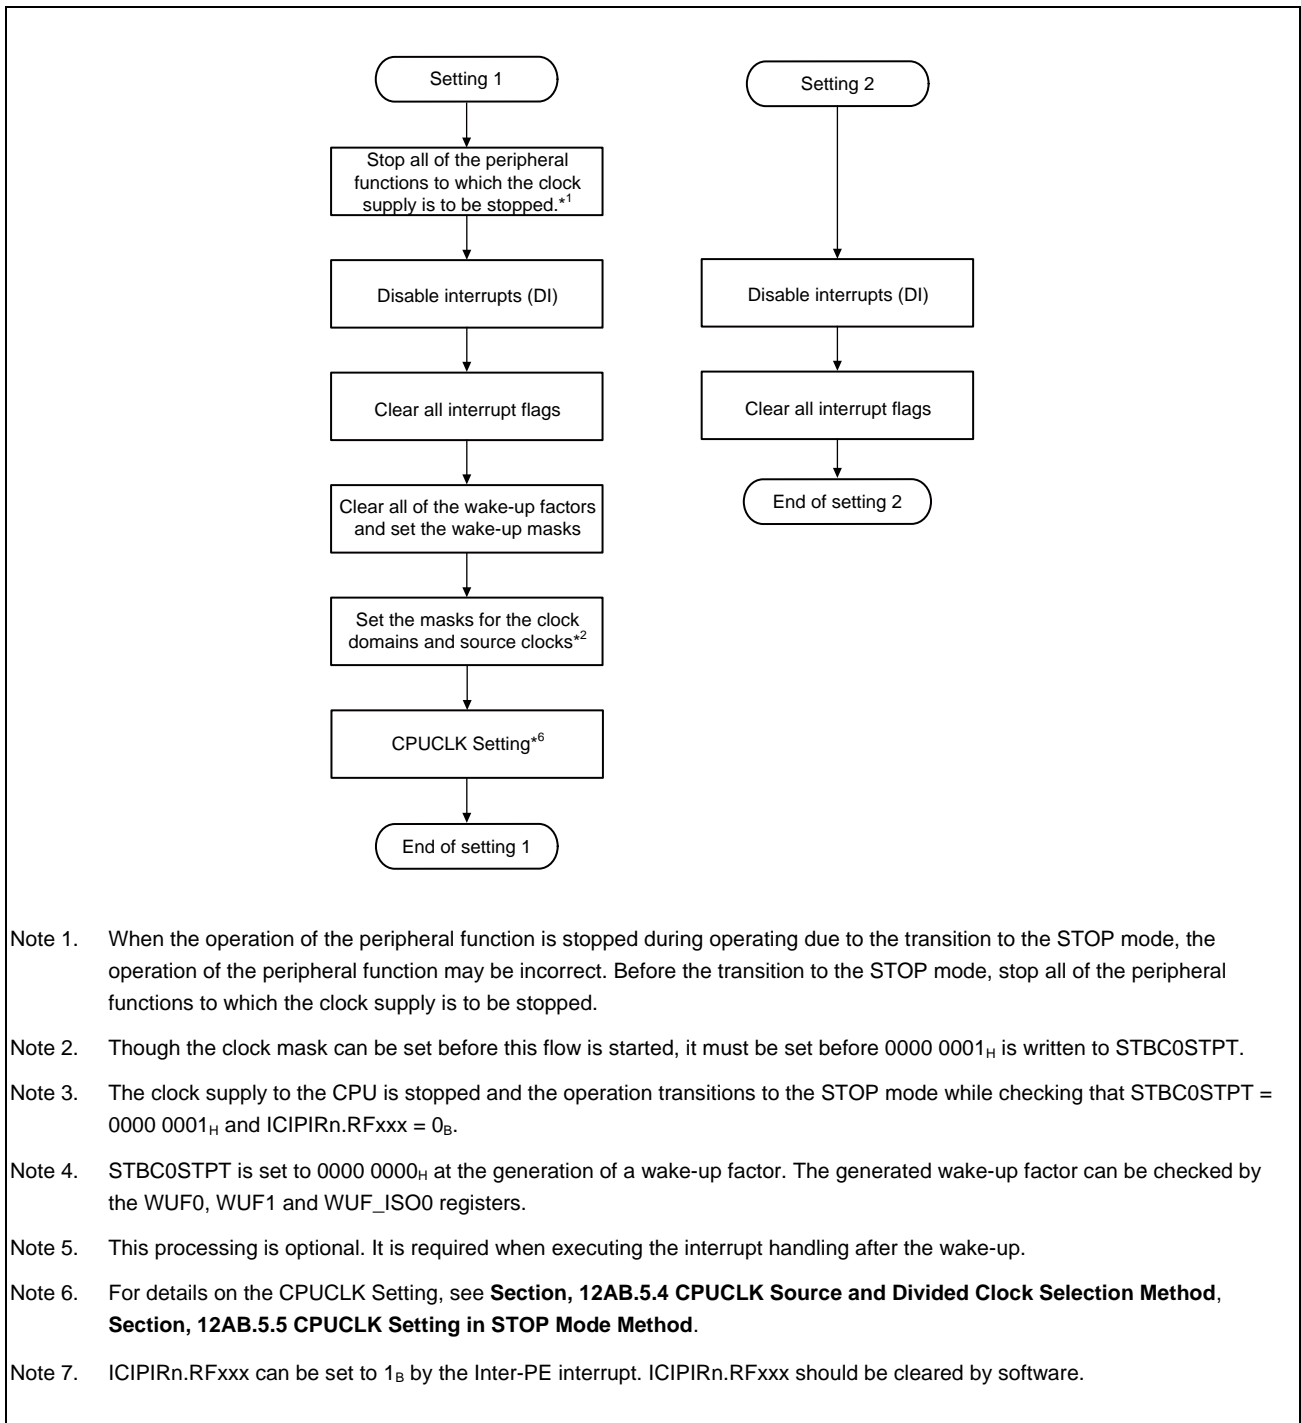 Setting 1
Stop all of the peripheral
functions to which the clock
supply is to be stopped.*1
Disable interrupts (DI)
Clear all interrupt flags
Clear all of the wake-up factors
and set the wake-up masks
Set the masks for the clock
domains and source clocks*2
CPUCLK Setting*6
End of setting 1
Setting 2
Disable interrupts (DI)
Clear all interrupt flags
End of setting 2
Note 1. When the operation of the peripheral function is stopped during operating due to the transition to the STOP mode, the
operation of the peripheral function may be incorrect. Before the transition to the STOP mode, stop all of the peripheral
functions to which the clock supply is to be stopped.
Note 2. Though the clock mask can be set before this flow is started, it must be set before 0000 0001H is written to STBC0STPT.
Note 3. The clock supply to the CPU is stopped and the operation transitions to the STOP mode while checking that STBC0STPT =
0000 0001H and ICIPIRn.RFxxx = 0B.
Note 4. STBC0STPT is set to 0000 0000H at the generation of a wake-up factor. The generated wake-up factor can be checked by
the WUF0, WUF1 and WUF_ISO0 registers.
Note 5. This processing is optional. It is required when executing the interrupt handling after the wake-up.
Note 6. For details on the CPUCLK Setting, see Section, 12AB.5.4 CPUCLK Source and Divided Clock Selection Method,
Section, 12AB.5.5 CPUCLK Setting in STOP Mode Method.
Note 7. ICIPIRn.RFxxx can be set to 1B by the Inter-PE interrupt. ICIPIRn.RFxxx should be cleared by software.